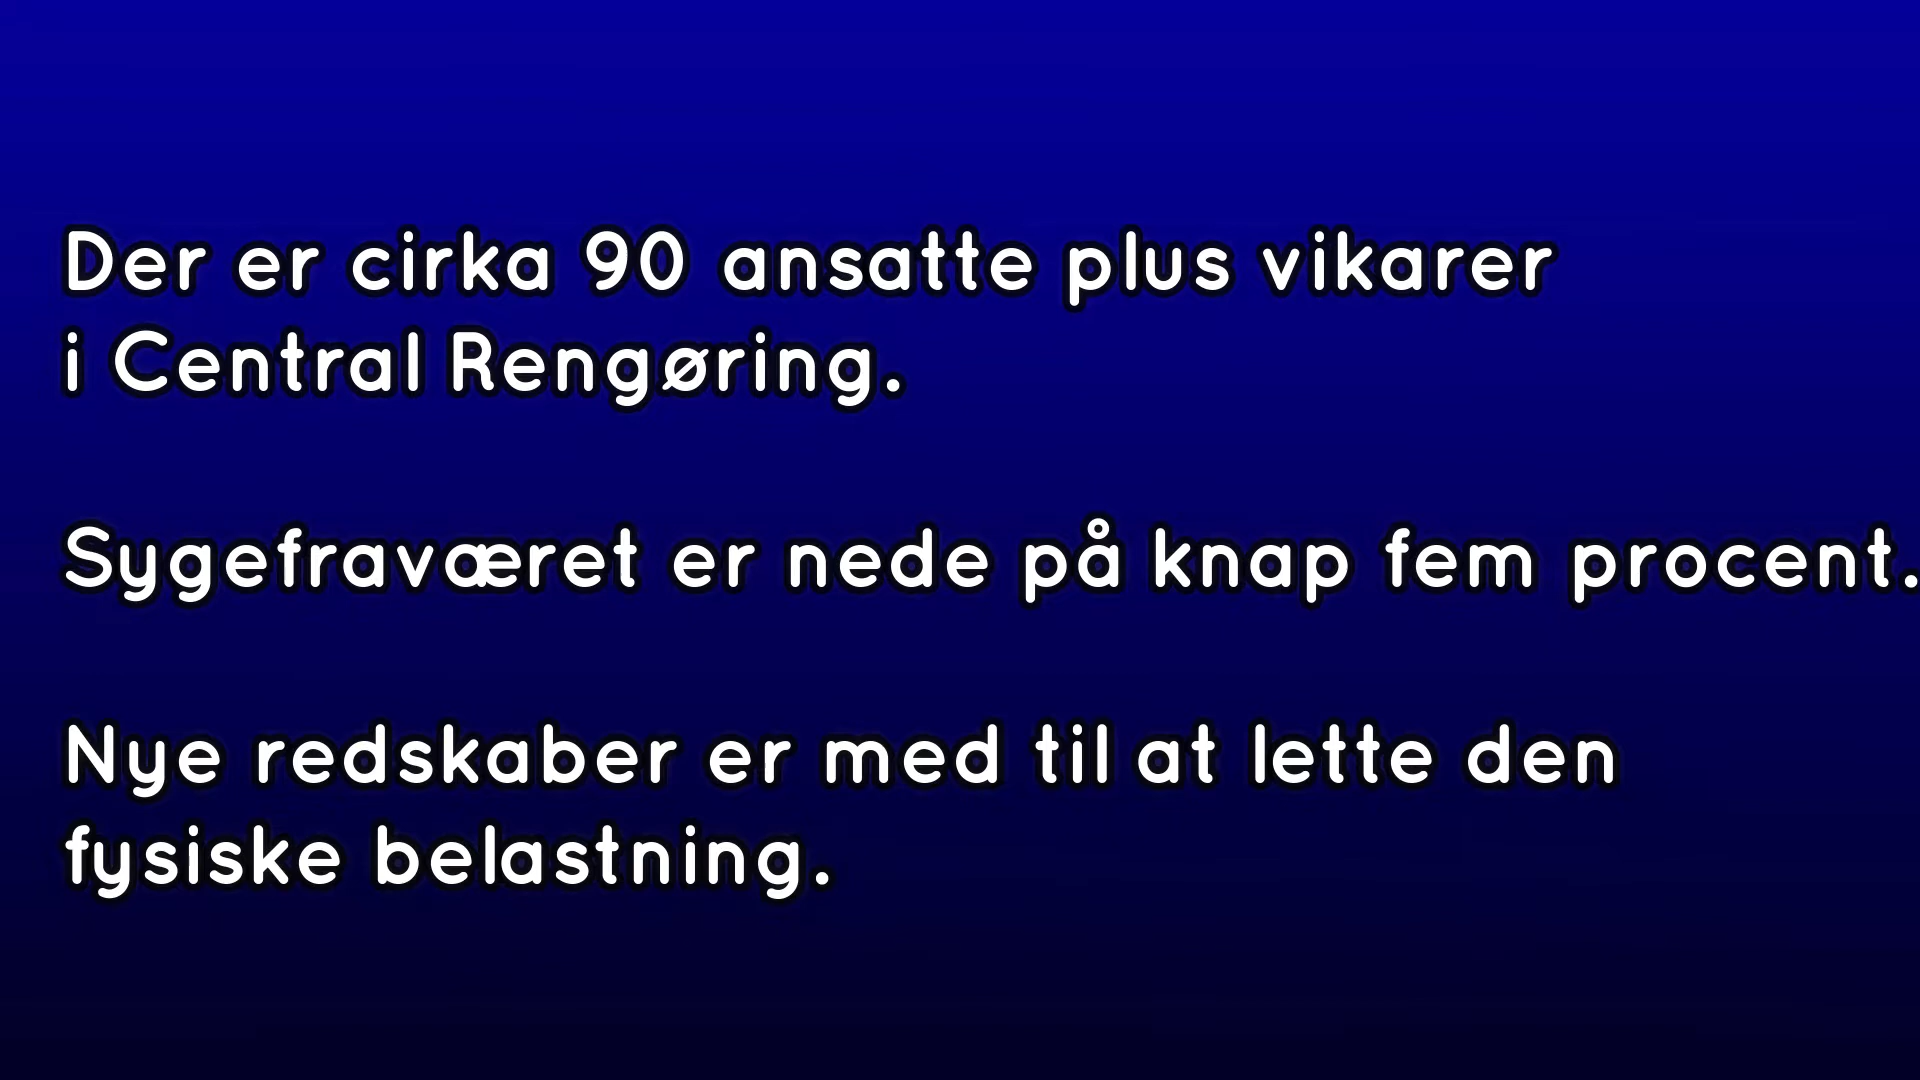 Der er cirka 90 ansatte plus vikarer
i Central Rengøring.
Sygefraværet er nede på knap fem procent.
Nye redskaber er med til at lette den
fysiske belastning.